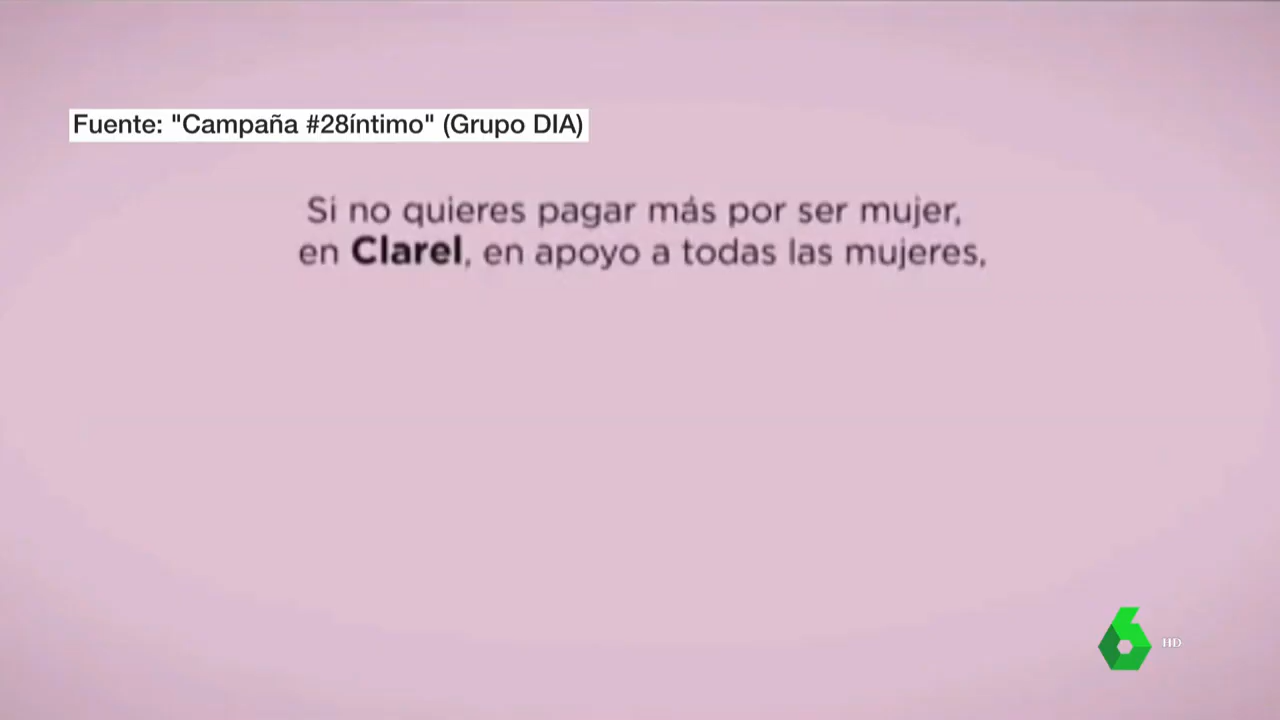 Fuente: "Campaña #28íntimo" (Grupo DIA)
Si no quieres pagar más por ser mujer,
en Clarel, en apoyo a todas las mujeres,
6 HD